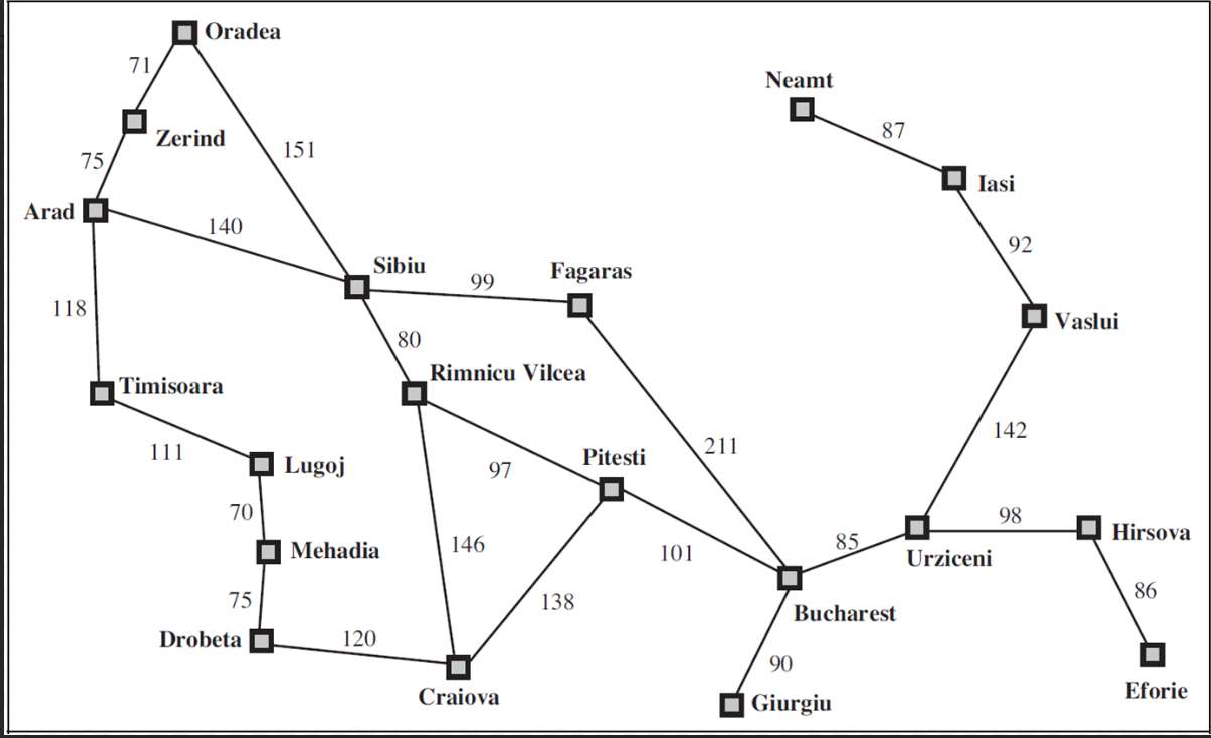 Oradea
71
Neamt
87
Zerind
151
75
Iasi
Arad
140
92
Sibiu
99
Fagaras
118
80
Vaslui
Timisoara
Rimnicu Vilcea
142
111
Lugoj
97
Pitesti
211
70
98
Hirsova
Mehadia
146
101
85
Urziceni
75
138
86
Bucharest
Drobeta
120
90
Craiova
Giurgiu
Eforie